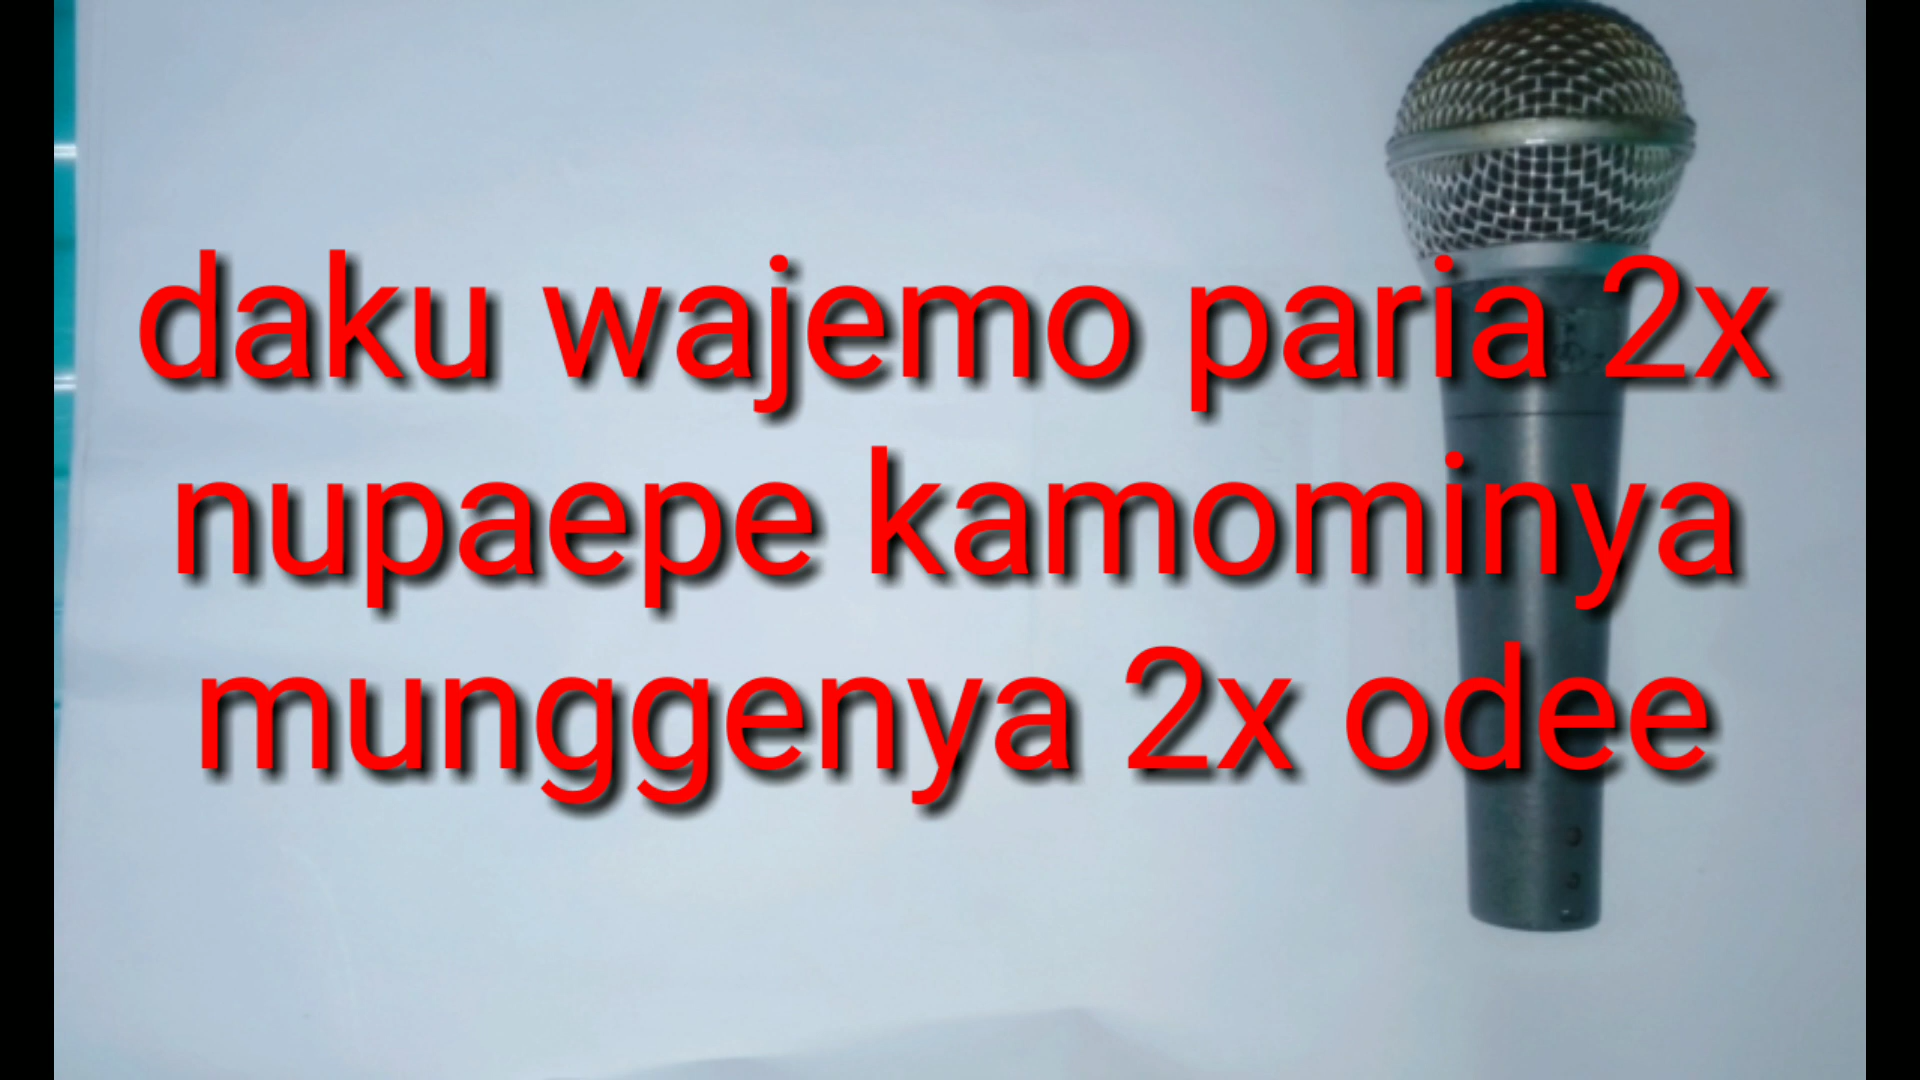 daku wajemo paria 2x
nupaepe kamominya
munggenya 2x odee